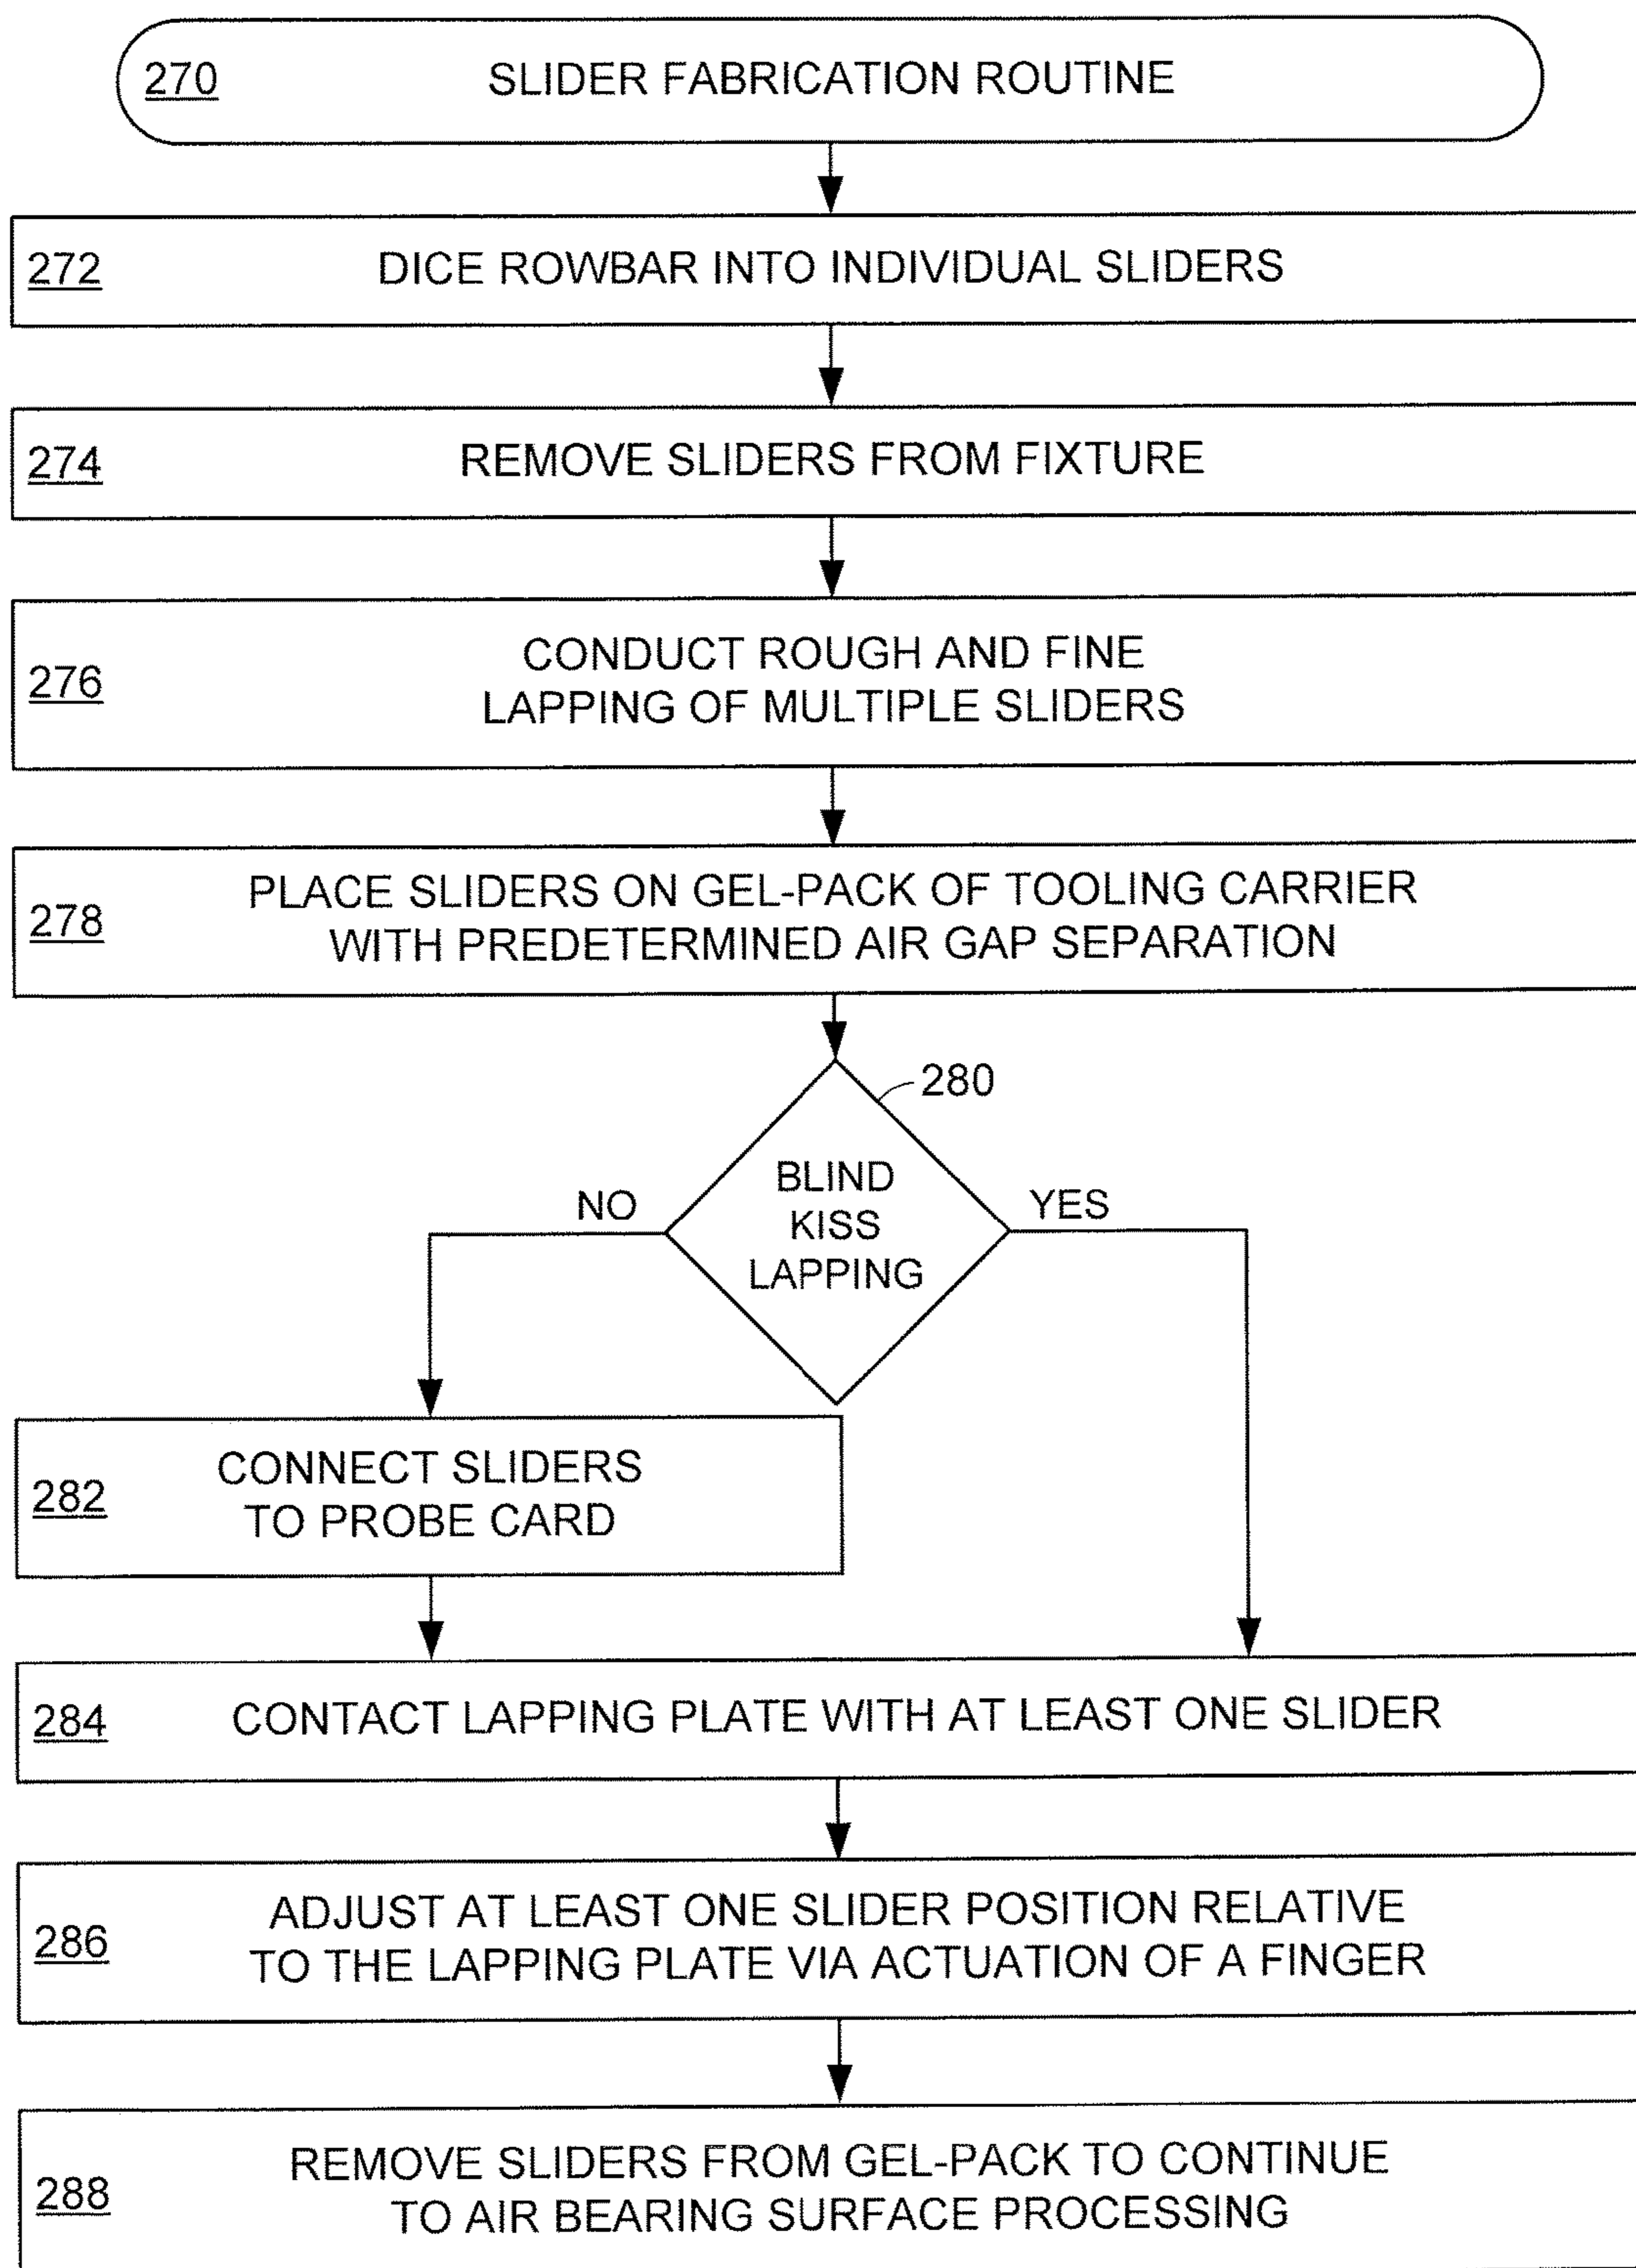 270 SLIDER FABRICATION ROUTINE
272 DICE ROWBAR INTO INDIVIDUAL SLIDERS
274 REMOVE SLIDERS FROM FIXTURE
276
CONDUCT ROUGH AND FINE
LAPPING OF MULTIPLE SLIDERS
278
PLACE SLIDERS ON GEL-PACK OF TOOLING CARRIER
WITH PREDETERMINED AIR GAP SEPARATION
280
BLIND
KISS
LAPPING
NO
YES
282
CONNECT SLIDERS
TO PROBE CARD
284 CONTACT LAPPING PLATE WITH AT LEAST ONE SLIDER
286
ADJUST AT LEAST ONE SLIDER POSITION RELATIVE
TO THE LAPPING PLATE VIA ACTUATION OF A FINGER
288
REMOVE SLIDERS FROM GEL-PACK TO CONTINUE
TO AIR BEARING SURFACE PROCESSING